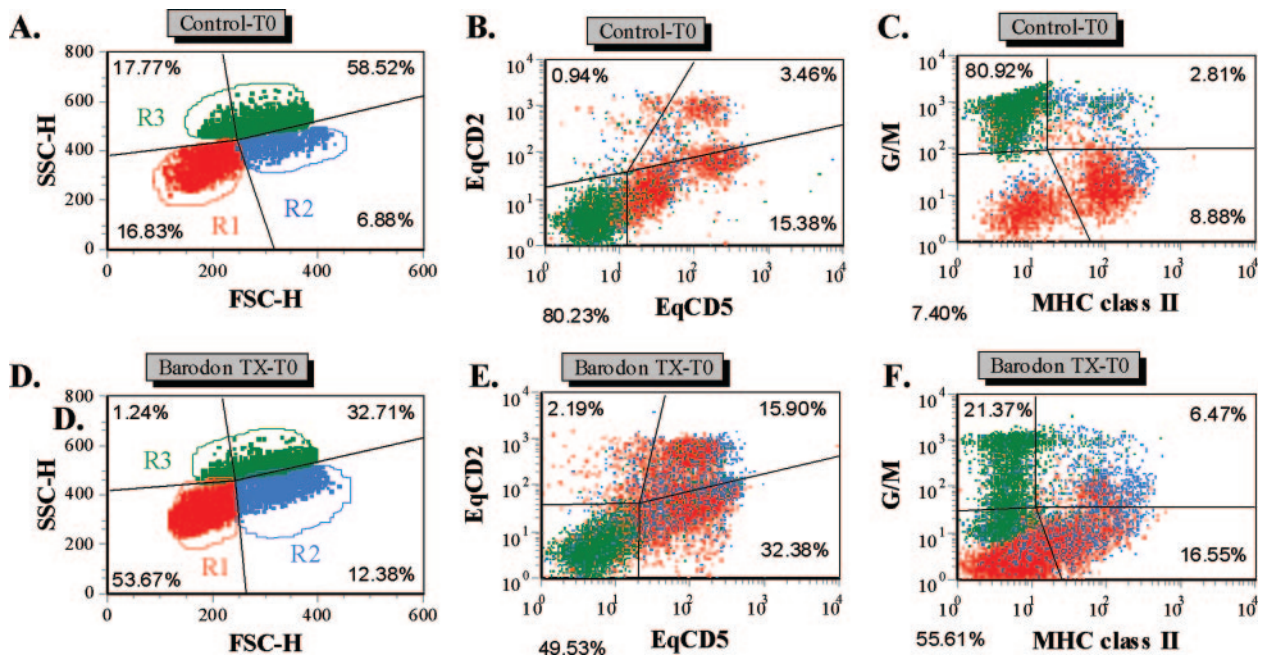 A.
Control-T0
B.
Control-T0
C.
Control-T0
800
600
400
200
0
SSC-H
17.77%
58.52%
R3
R1
R2
16.83%
6.88%
0 200 400 600
FSC-H
10^4
10^3
10^2
10^1
10^0
EqCD2
0.94%
3.46%
15.38%
10^0 10^1 10^2 10^3 10^4
EqCD5
80.23%
10^4
10^3
10^2
10^1
10^0
G/M
80.92%
2.81%
8.88%
10^0 10^1 10^2 10^3 10^4
MHC class II
7.40%
D.
Barodon TX-T0
E.
Barodon TX-T0
F.
Barodon TX-T0
D.
800
600
400
200
0
SSC-H
1.24%
32.71%
R3
R1
R2
53.67%
12.38%
0 200 400 600
FSC-H
10^4
10^3
10^2
10^1
10^0
EqCD2
2.19%
15.90%
32.38%
10^0 10^1 10^2 10^3 10^4
EqCD5
49.53%
10^4
10^3
10^2
10^1
10^0
G/M
21.37%
6.47%
16.55%
10^0 10^1 10^2 10^3 10^4
MHC class II
55.61%